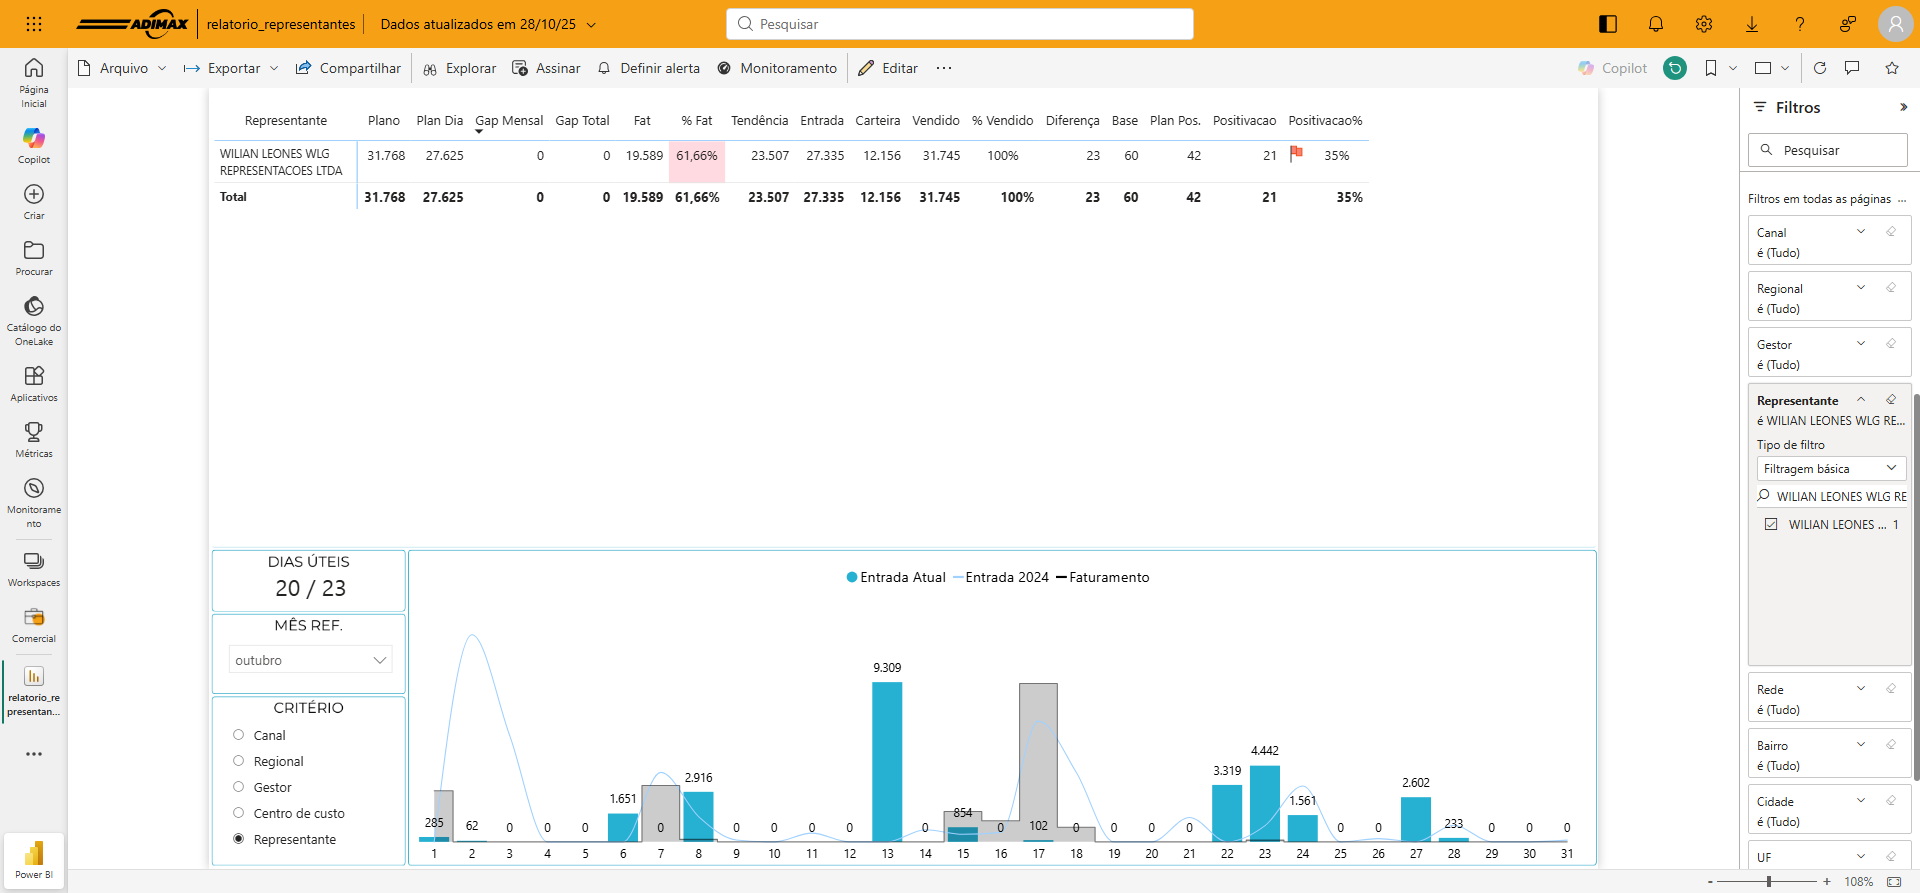 ADIMAX
relatorio_representantes
Dados atualizados em 28/10/25
Pesquisar
Arquivo
Exportar
Compartilhar
Explorar
Assinar
Definir alerta
Monitoramento
Editar
Copilot
Página
Inicial
Copilot
Criar
Procurar
Catálogo do
OneLake
Aplicativos
Métricas
Monitorame
nto
Workspaces
Comercial
relatorio_re
presentan...
Power BI
Representante Plano Plan Dia Gap Mensal Gap Total Fat % Fat Tendência Entrada Carteira Vendido % Vendido Diferença Base Plan Pos. Positivacao Positivacao%
WILIAN LEONES WLG
REPRESENTACOES LTDA
31.768 27.625 0 0 19.589 61,66% 23.507 27.335 12.156 31.745 100% 23 60 42 21 35%
Total 31.768 27.625 0 0 19.589 61,66% 23.507 27.335 12.156 31.745 100% 23 60 42 21 35%
DIAS ÚTEIS
20 / 23
MÊS REF.
outubro
CRITÉRIO
Canal
Regional
Gestor
Centro de custo
Representante
Entrada Atual Entrada 2024 Faturamento
285 62 0 0 0 1.651 0 2.916 0 0 0 0 9.309 0 854 0 102 0 0 0 0 3.319 4.442 1.561 0 0 2.602 233 0 0 0
1 2 3 4 5 6 7 8 9 10 11 12 13 14 15 16 17 18 19 20 21 22 23 24 25 26 27 28 29 30 31
Filtros
Pesquisar
Filtros em todas as páginas ...
Canal
é (Tudo)
Regional
é (Tudo)
Gestor
é (Tudo)
Representante
é WILIAN LEONES WLG RE...
Tipo de filtro
Filtragem básica
WILIAN LEONES WLG RE
WILIAN LEONES ... 1
Rede
é (Tudo)
Bairro
é (Tudo)
Cidade
é (Tudo)
UF
- + 108%